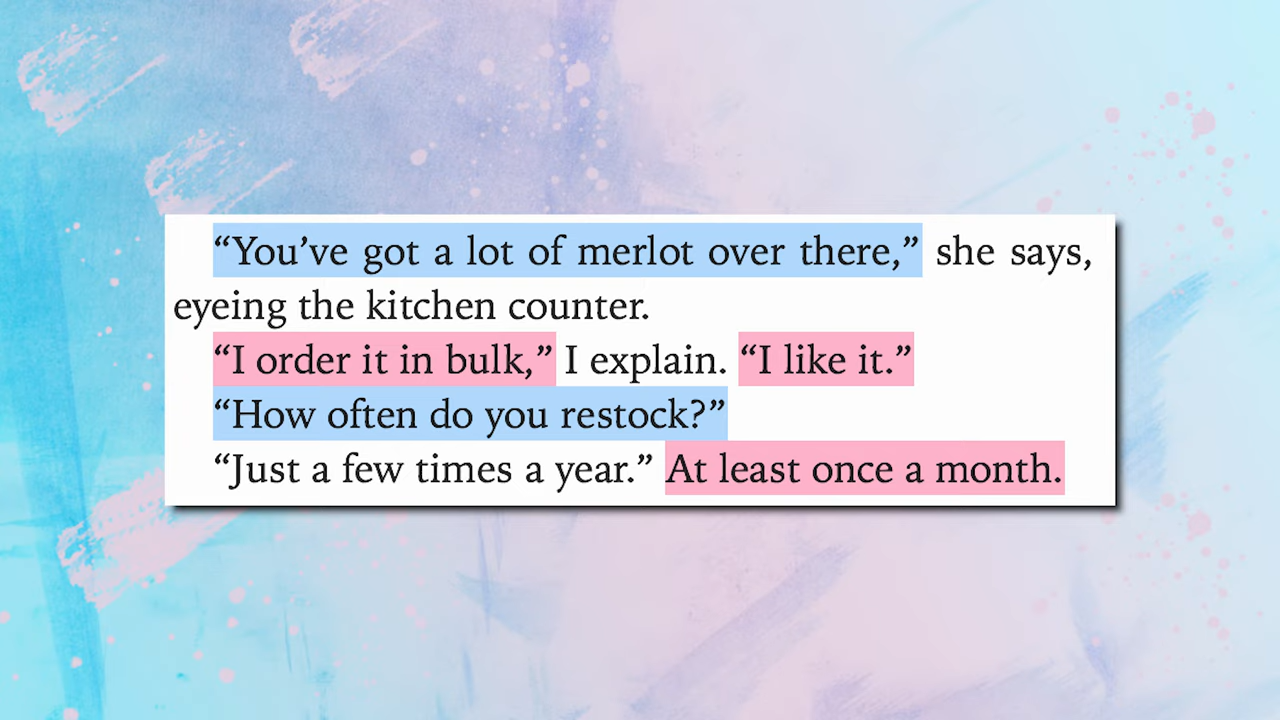 “You’ve got a lot of merlot over there,” she says,
eyeing the kitchen counter.
“I order it in bulk,” I explain. “I like it.”
“How often do you restock?”
“Just a few times a year.” At least once a month.